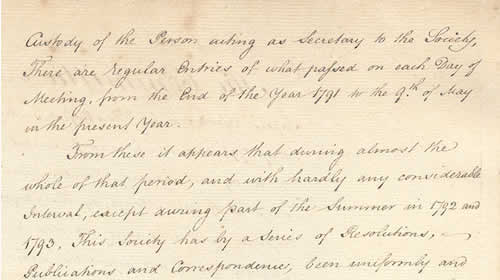 Custody of the Person acting as Secretary to the Society,
There are regular Entries of what passed on each Day of
Meeting, from the End of the Year 1791 to the 9.th of May
in the present Year.
From these it appears that during almost the
whole of that period, and with hardly any considerable
Interval, except during part of the Summer in 1792 and
1793, This Society has by a Series of Resolutions,
Publications and Correspondence, been uniformly and